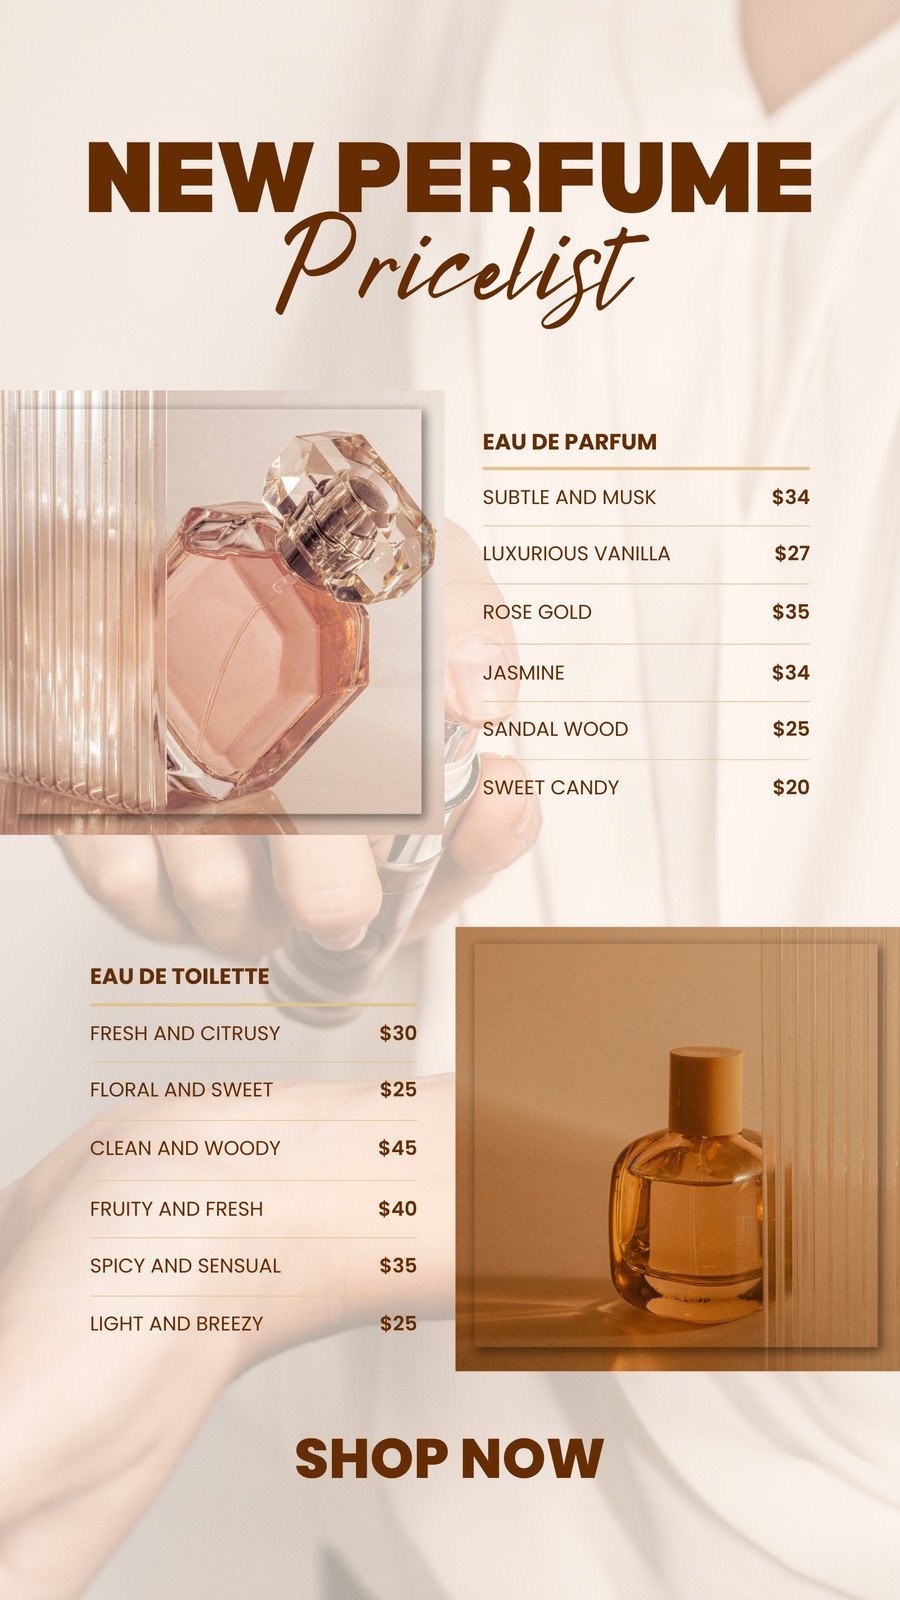 NEW PERFUME
Pricelist
EAU DE PARFUM
SUBTLE AND MUSK $34
LUXURIOUS VANILLA $27
ROSE GOLD $35
JASMINE $34
SANDAL WOOD $25
SWEET CANDY $20
EAU DE TOILETTE
FRESH AND CITRUSY $30
FLORAL AND SWEET $25
CLEAN AND WOODY $45
FRUITY AND FRESH $40
SPICY AND SENSUAL $35
LIGHT AND BREEZY $25
SHOP NOW